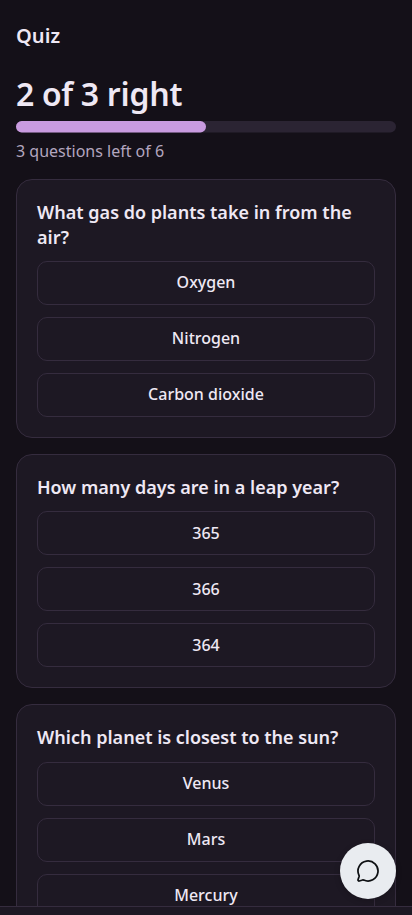 Quiz
2 of 3 right
3 questions left of 6
What gas do plants take in from the
air?
Oxygen
Nitrogen
Carbon dioxide
How many days are in a leap year?
365
366
364
Which planet is closest to the sun?
Venus
Mars
Mercury